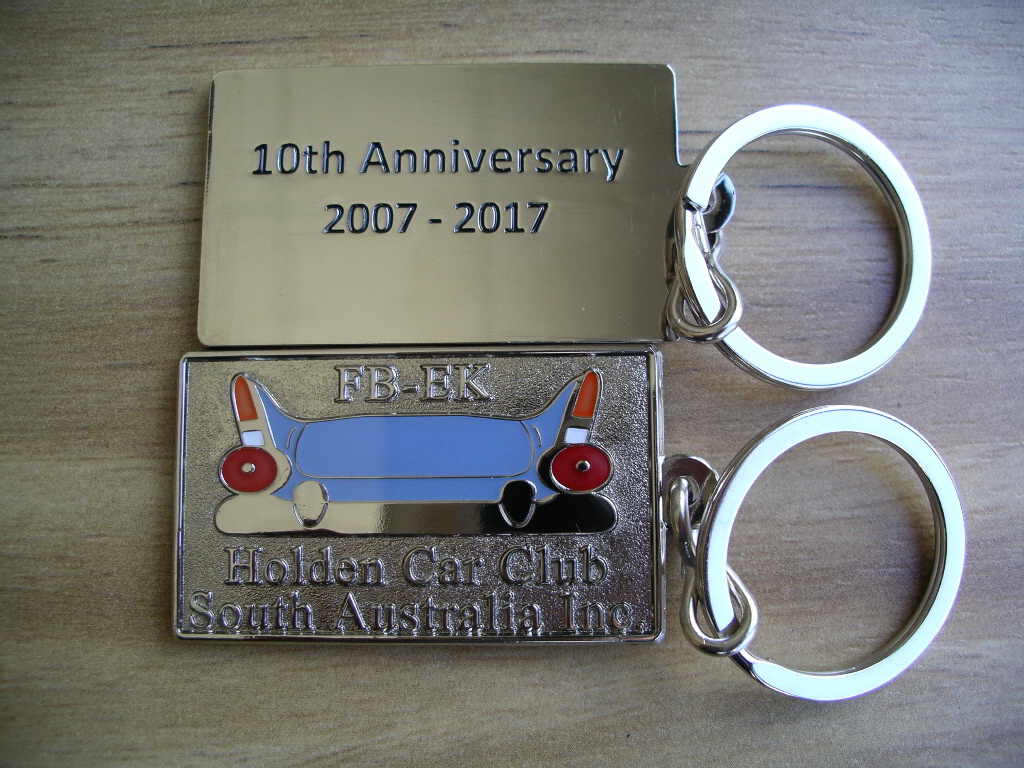 10th Anniversary
2007 - 2017
FB-EK
Holden Car Club
South Australia Inc.